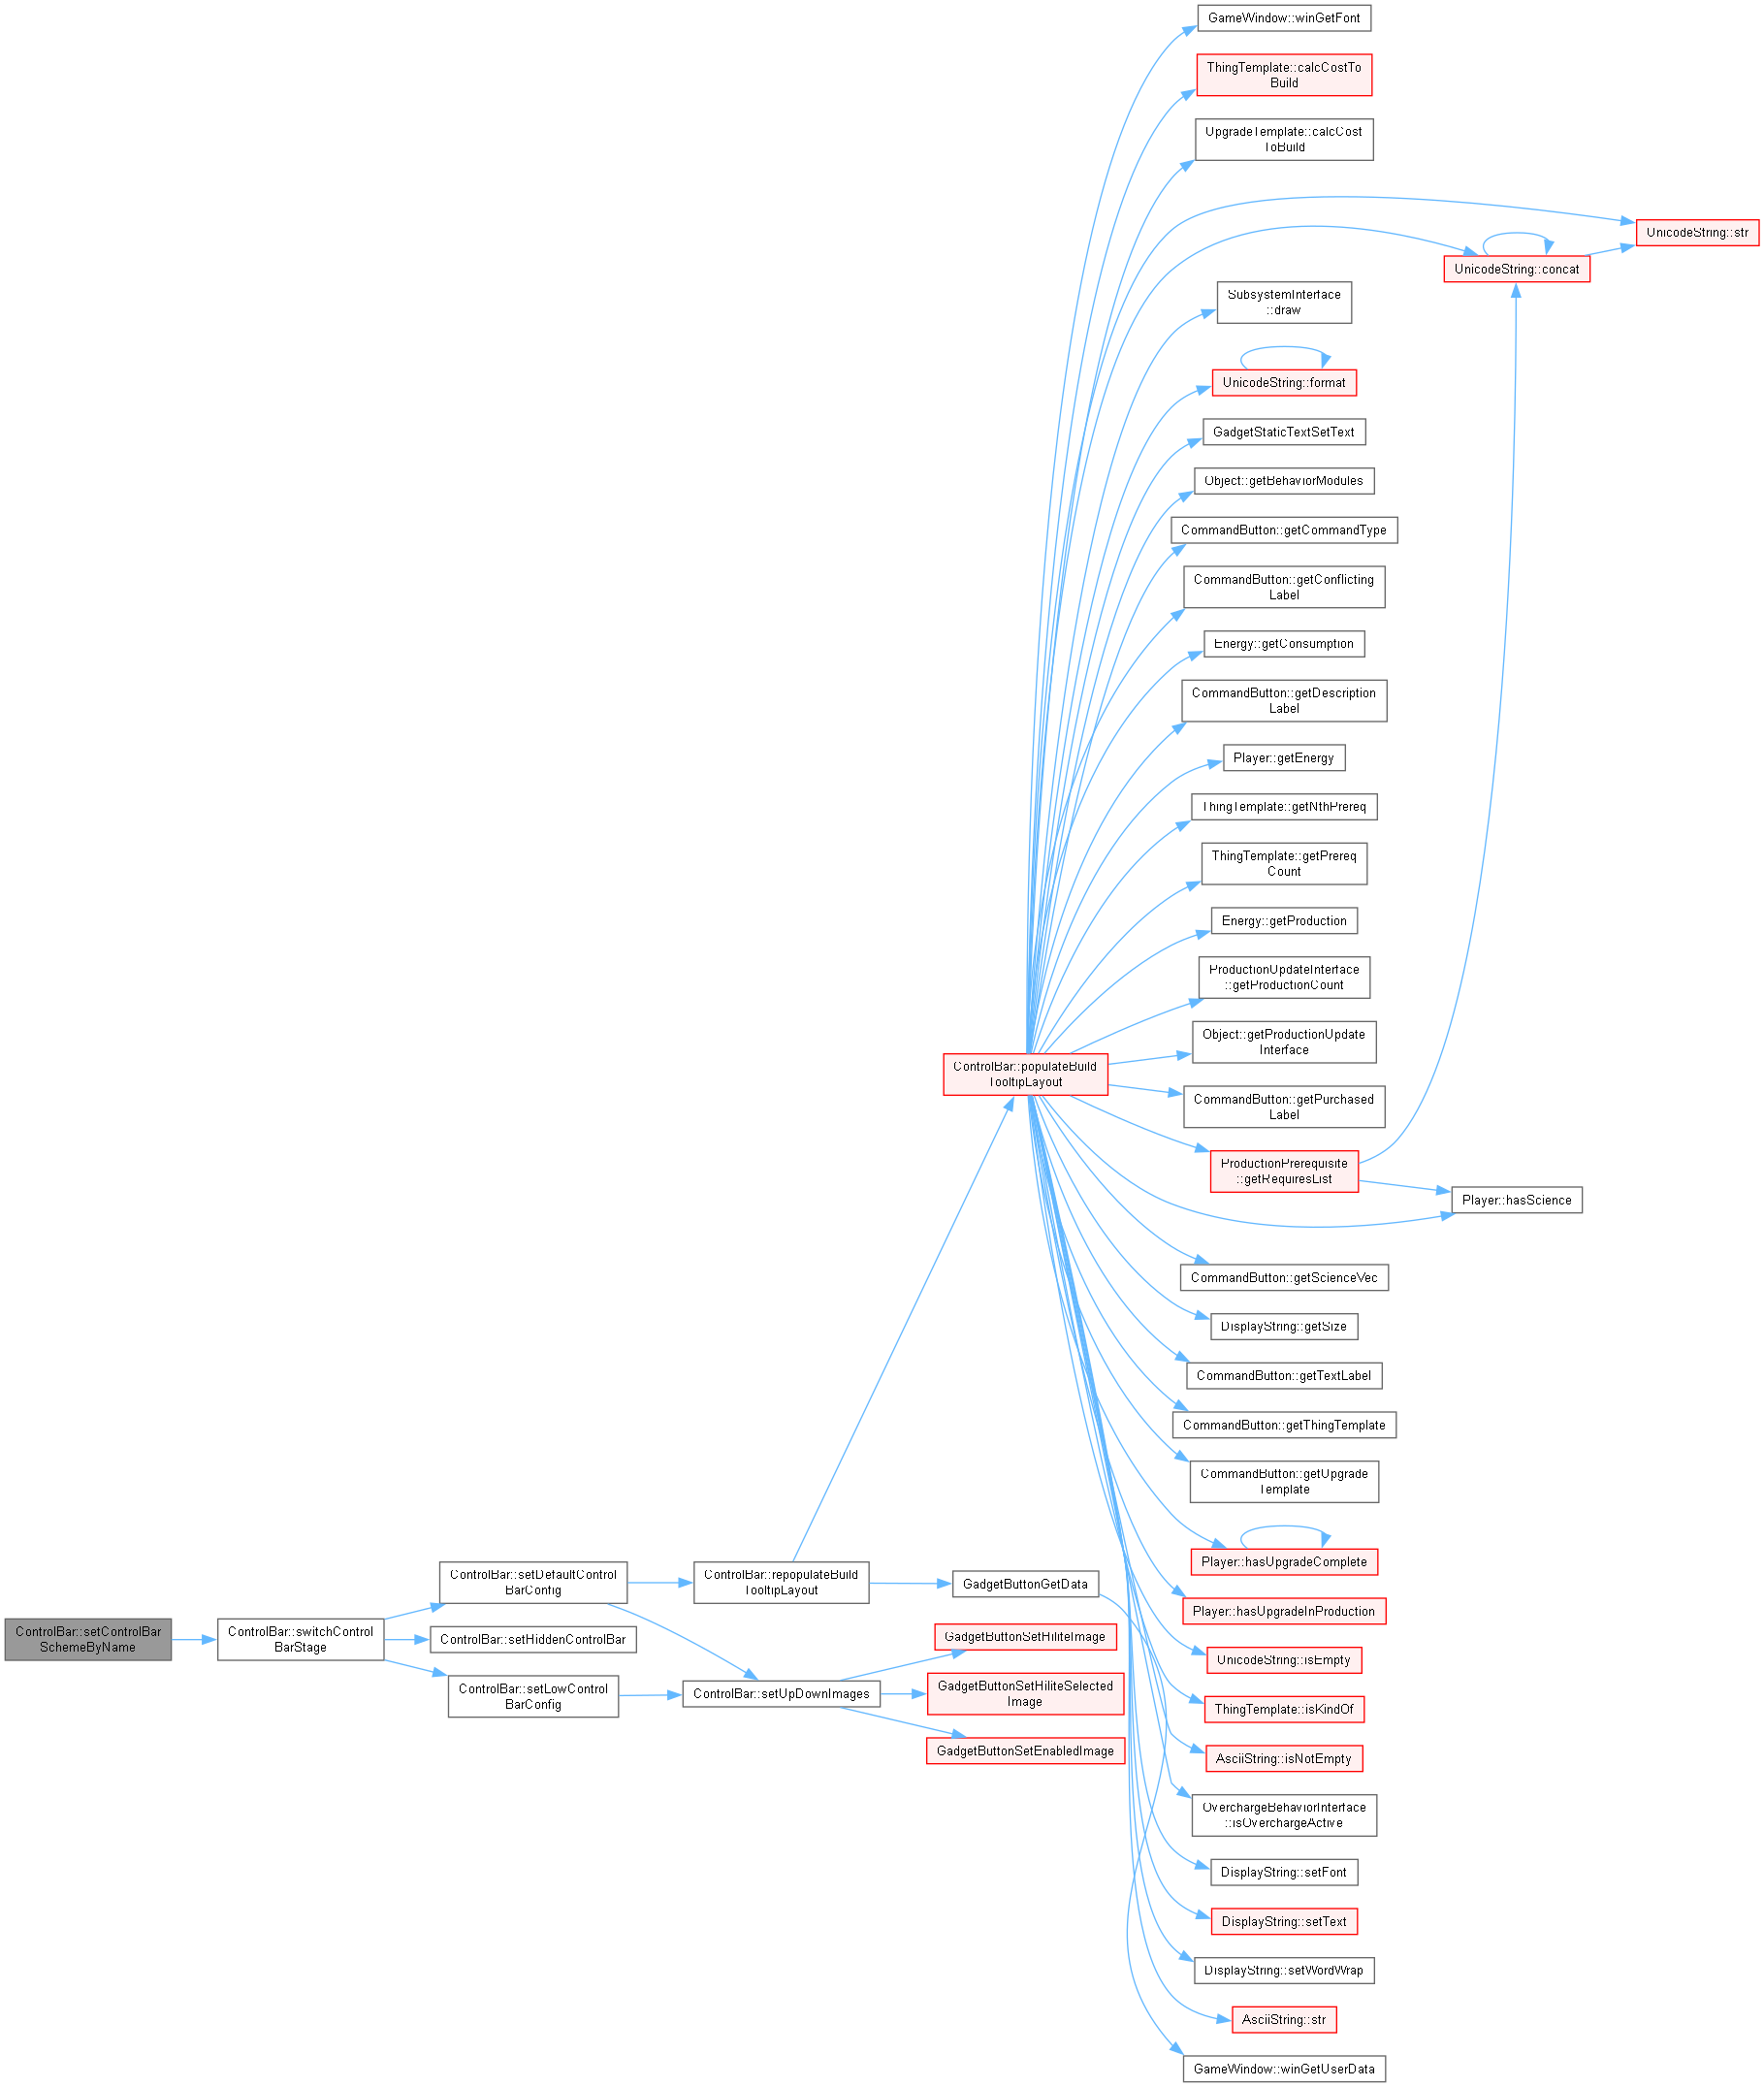 GameWindow::winGetFont
ThingTemplate::calcCostTo
Build
UpgradeTemplate::calcCost
ToBuild
UnicodeString::str
UnicodeString::concat
SubsystemInterface
::draw
UnicodeString::format
GadgetStaticTextSetText
Object::getBehaviorModules
CommandButton::getCommandType
CommandButton::getConflicting
Label
Energy::getConsumption
CommandButton::getDescription
Label
Player::getEnergy
ThingTemplate::getNthPrereq
ThingTemplate::getPrereq
Count
Energy::getProduction
ProductionUpdateInterface
::getProductionCount
Object::getProductionUpdate
Interface
ControlBar::populateBuild
TooltipLayout
CommandButton::getPurchased
Label
ProductionPrerequisite
::getRequiresList
Player::hasScience
CommandButton::getScienceVec
DisplayString::getSize
CommandButton::getTextLabel
CommandButton::getThingTemplate
CommandButton::getUpgrade
Template
Player::hasUpgradeComplete
ControlBar::setDefaultControl
BarConfig
ControlBar::repopulateBuild
TooltipLayout
GadgetButtonGetData
Player::hasUpgradeInProduction
ControlBar::setControlBar
SchemeByName
ControlBar::switchControl
BarStage
ControlBar::setHiddenControlBar
GadgetButtonSetHiliteImage
UnicodeString::isEmpty
ControlBar::setLowControl
BarConfig
ControlBar::setUpDownImages
GadgetButtonSetHiliteSelected
Image
ThingTemplate::isKindOf
GadgetButtonSetEnabledImage
AsciiString::isNotEmpty
OverchargeBehaviorInterface
::isOverchargeActive
DisplayString::setFont
DisplayString::setText
DisplayString::setWordWrap
AsciiString::str
GameWindow::winGetUserData